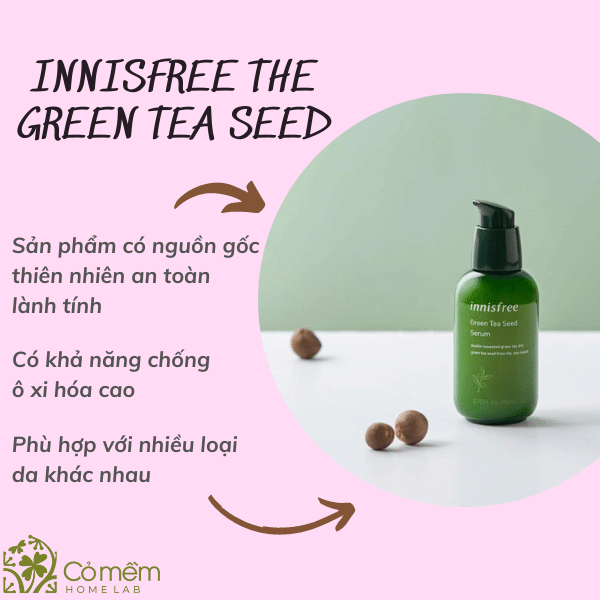 INNISFREE THE
GREEN TEA SEED
Sản phẩm có nguồn gốc
thiên nhiên an toàn
lành tính
Có khả năng chống
ô xi hóa cao
Phù hợp với nhiều loại
da khác nhau
innisfree
Green Tea Seed
Serum
Cỏ mềm
HOME LAB